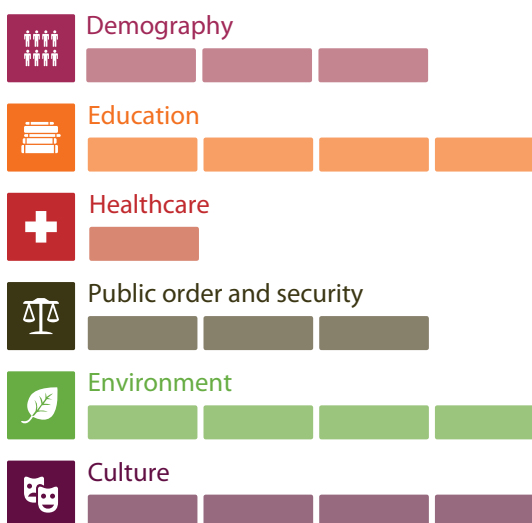 Demography
Education
Healthcare
Public order and security
Environment
Culture